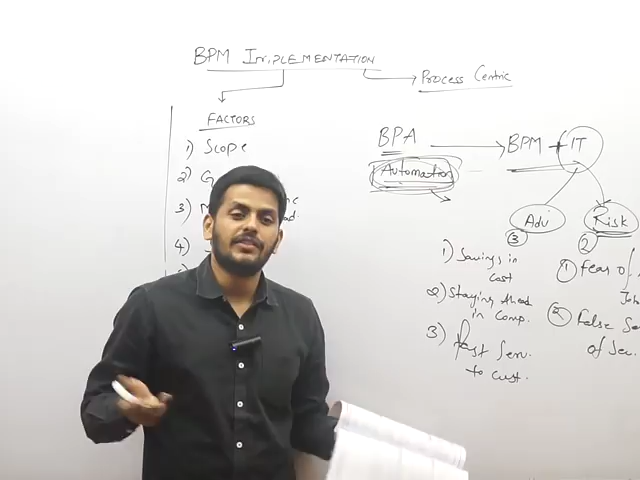 BPM IMPLEMENTATION
Process Centric
FACTORS
1) Scope
2) G
3) M
4)
BPA
BPM + IT
Automation
Adv
Risk
3
2
1) Savings in
cost
2) Staying Ahead
in Comp.
3) Fast Serv.
to cust.
1 Fear of
Job
2 False Se
of Sec.